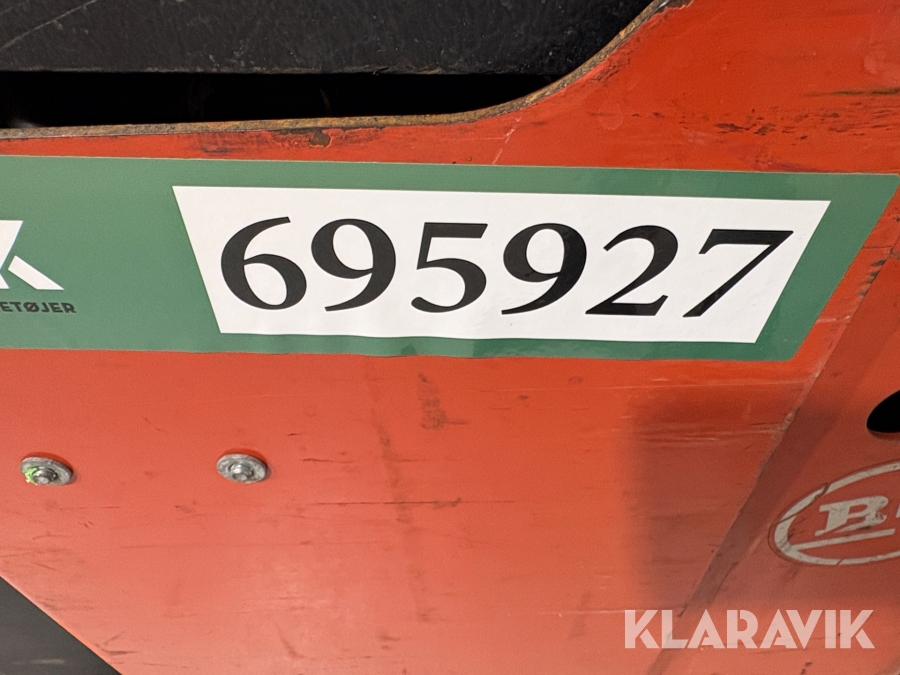 695927
K
ETØJER
B
KLARAVIK